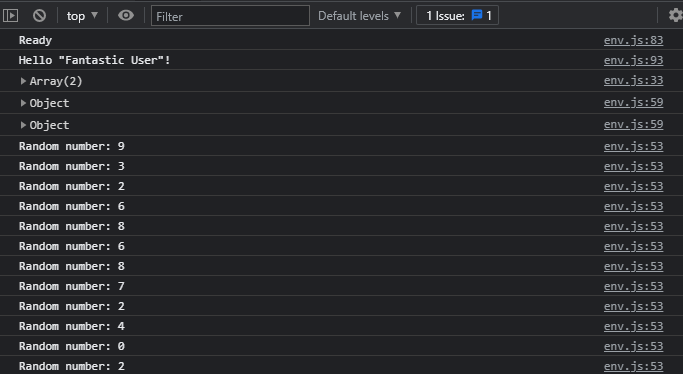 top Filter Default levels 1 Issue: 1
Ready env.js:83
Hello "Fantastic User"! env.js:93
Array(2) env.js:33
Object env.js:59
Object env.js:59
Random number: 9 env.js:53
Random number: 3 env.js:53
Random number: 2 env.js:53
Random number: 6 env.js:53
Random number: 8 env.js:53
Random number: 6 env.js:53
Random number: 8 env.js:53
Random number: 7 env.js:53
Random number: 2 env.js:53
Random number: 4 env.js:53
Random number: 0 env.js:53
Random number: 2 env.js:53